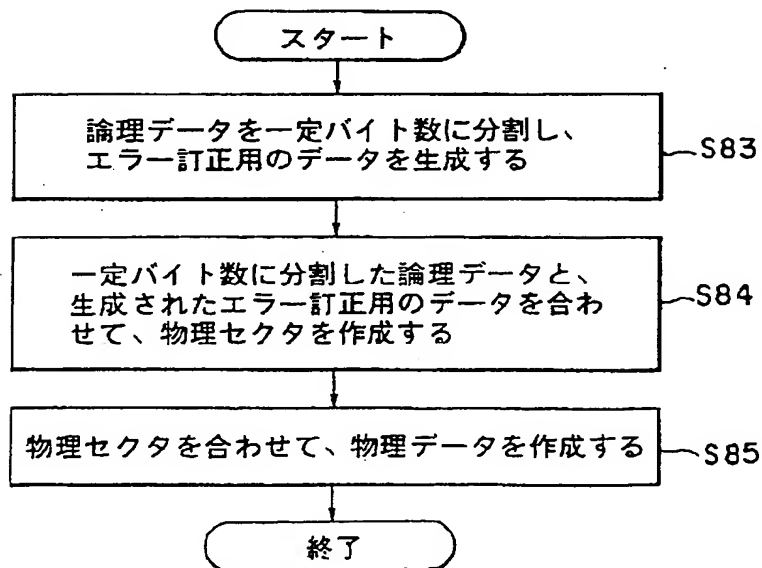 スタート
論理データを一定バイト数に分割し、
エラー訂正用のデータを生成する
S83
一定バイト数に分割した論理データと、
生成されたエラー訂正用のデータを合わ
せて、物理セクタを作成する
S84
物理セクタを合わせて、物理データを作成する
S85
終了